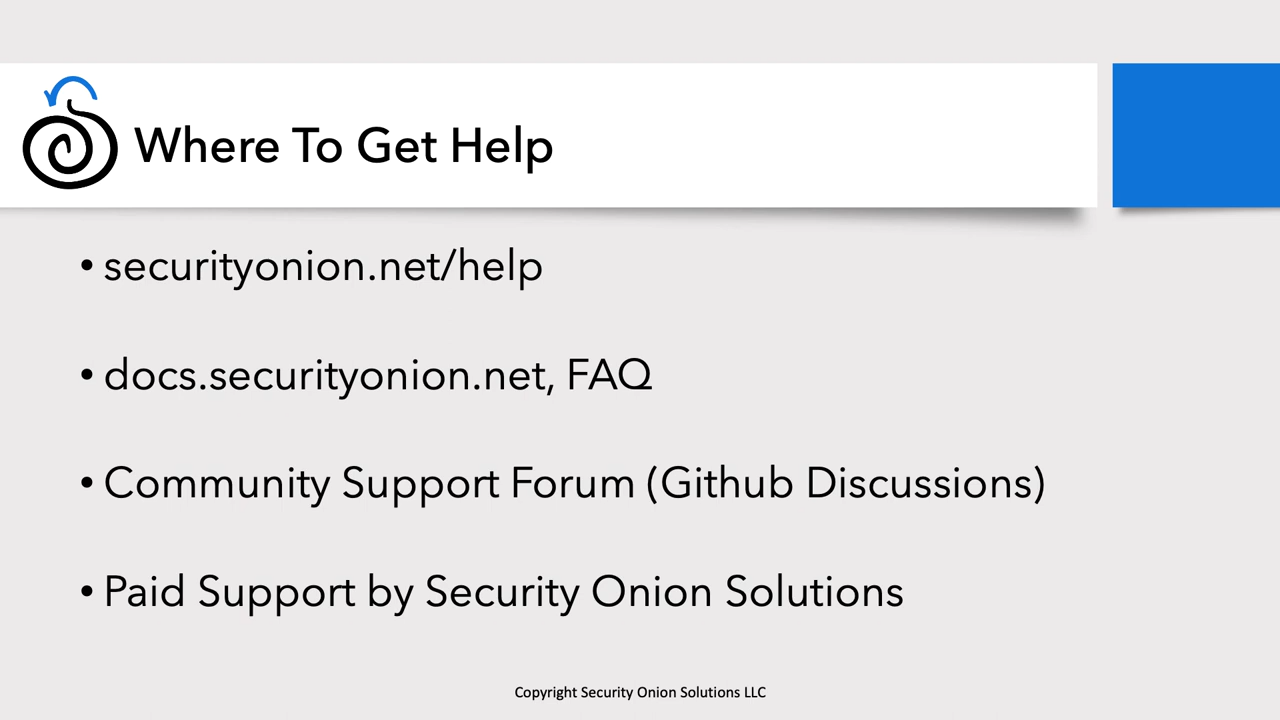 Where To Get Help
• securityonion.net/help
• docs.securityonion.net, FAQ
• Community Support Forum (Github Discussions)
• Paid Support by Security Onion Solutions
Copyright Security Onion Solutions LLC